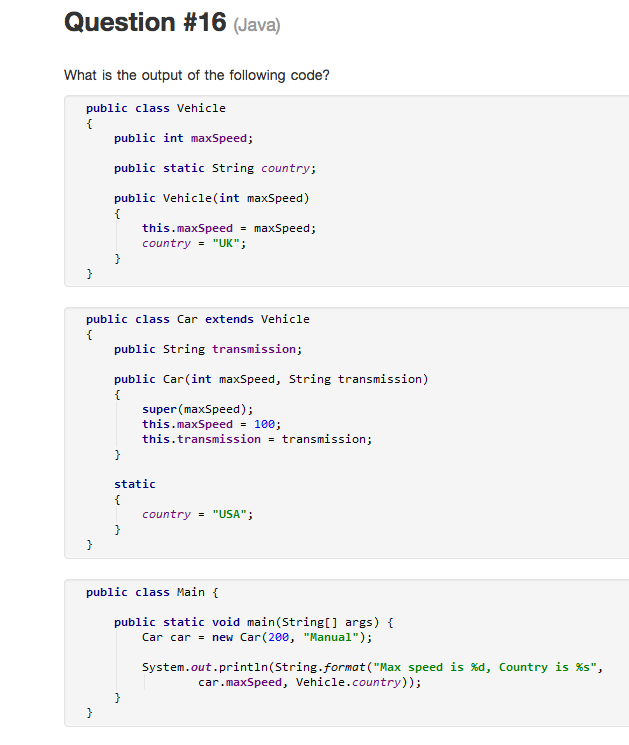 Question #16 (Java)
What is the output of the following code?
public class Vehicle
{
    public int maxSpeed;

    public static String country;

    public Vehicle(int maxSpeed)
    {
        this.maxSpeed = maxSpeed;
        country = "UK";
    }
}
public class Car extends Vehicle
{
    public String transmission;

    public Car(int maxSpeed, String transmission)
    {
        super(maxSpeed);
        this.maxSpeed = 100;
        this.transmission = transmission;
    }

    static
    {
        country = "USA";
    }
}
public class Main {

    public static void main(String[] args) {
        Car car = new Car(200, "Manual");

        System.out.println(String.format("Max speed is %d, Country is %s",
                car.maxSpeed, Vehicle.country));
    }
}